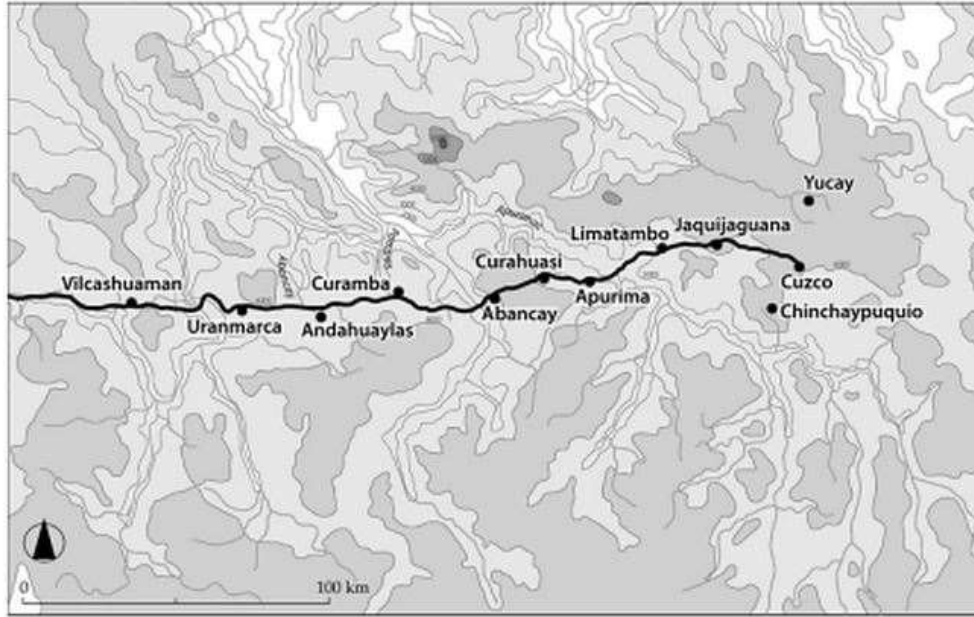 Yucay
Limatambo
Jaquijaguana
Curahuasi
Vilcashuaman
Curamba
Apurima
Cuzco
Abancay
Uranmarca
Andahuaylas
Chinchaypuquio
0
100 km